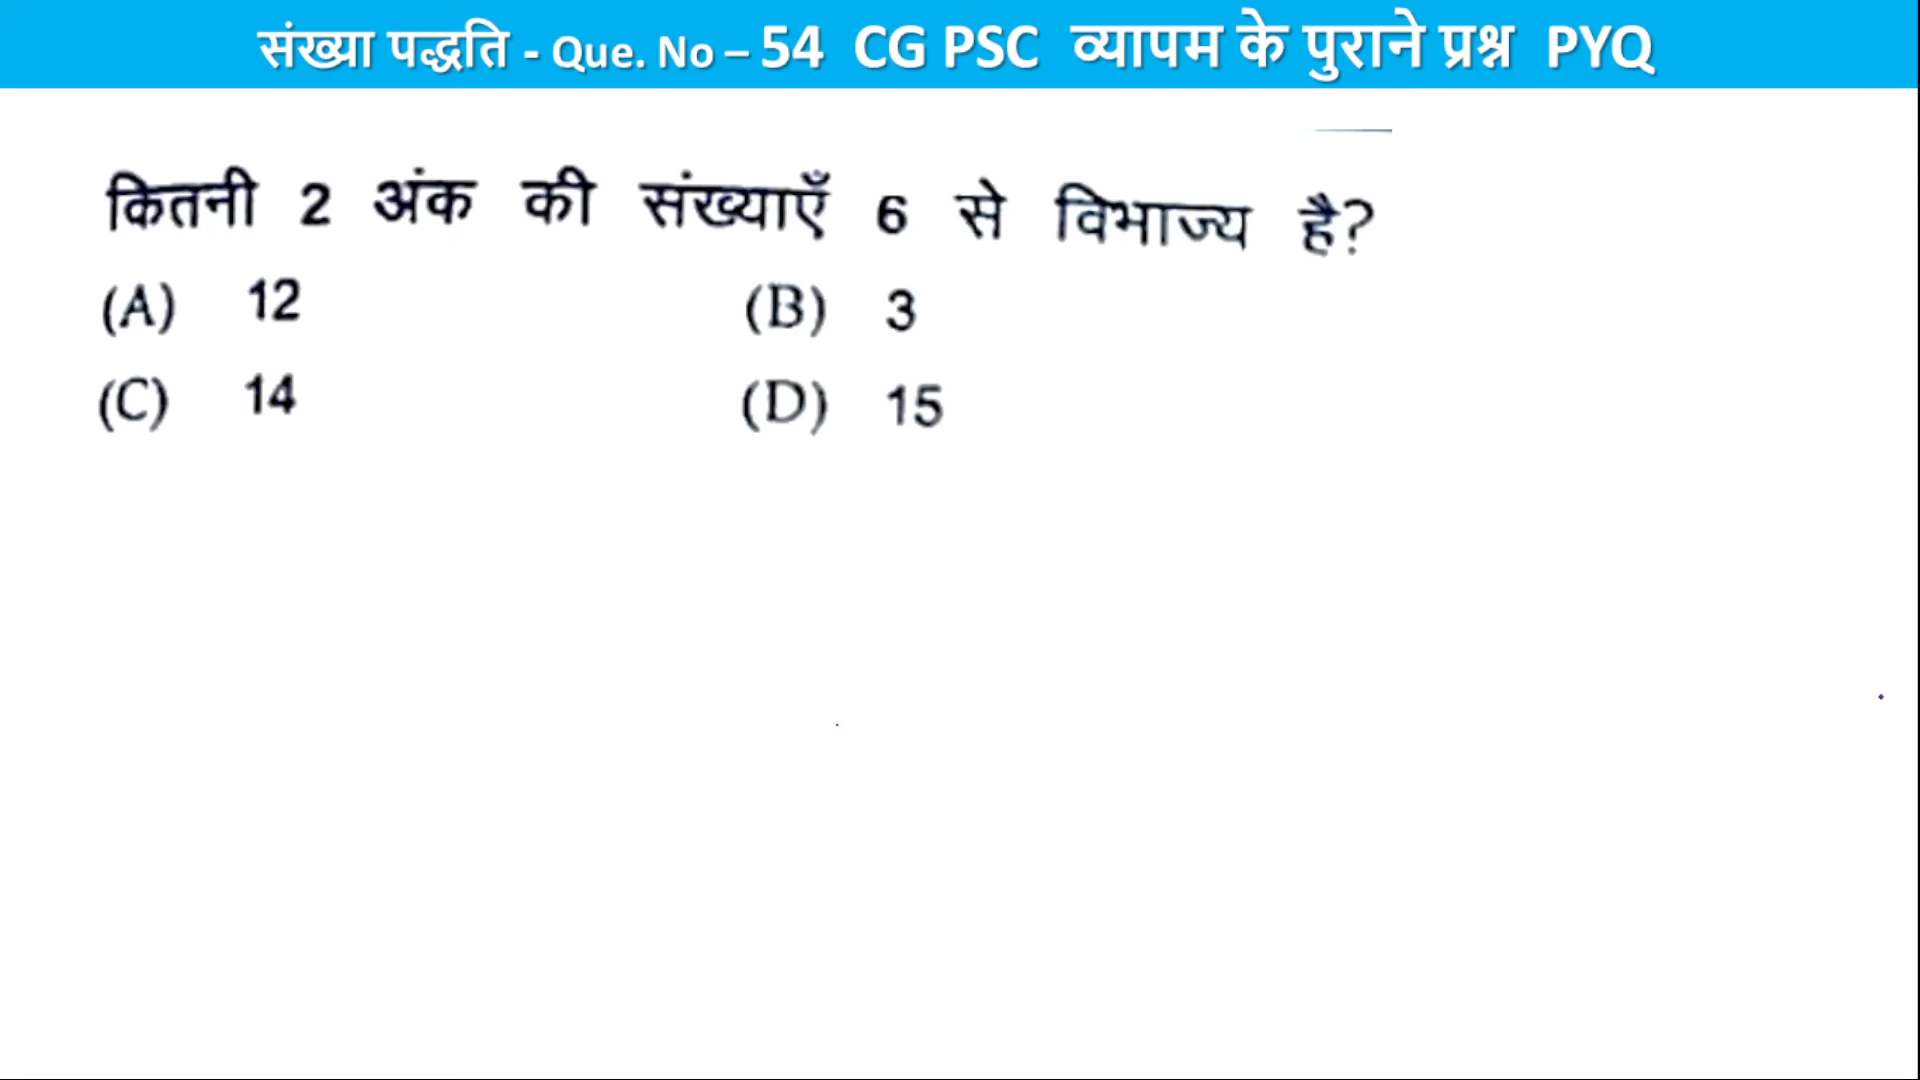 संख्या पद्धति - Que. No – 54 CG PSC व्यापम के पुराने प्रश्न PYQ
कितनी 2 अंक की संख्याएँ 6 से विभाज्य है?
(A) 12 (B) 3
(C) 14 (D) 15